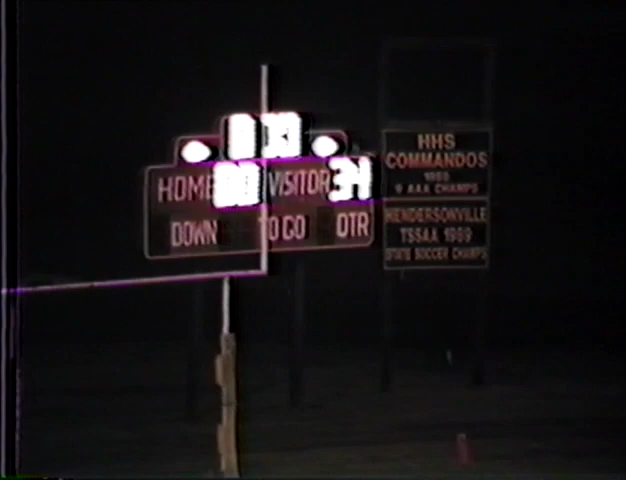 HOME VISITOR 34
DOWN TO GO QTR
HHS
COMMANDOS
9 AAA CHAMPS
HENDERSONVILLE
TSSAA 1989
STATE SOCCER CHAMPS